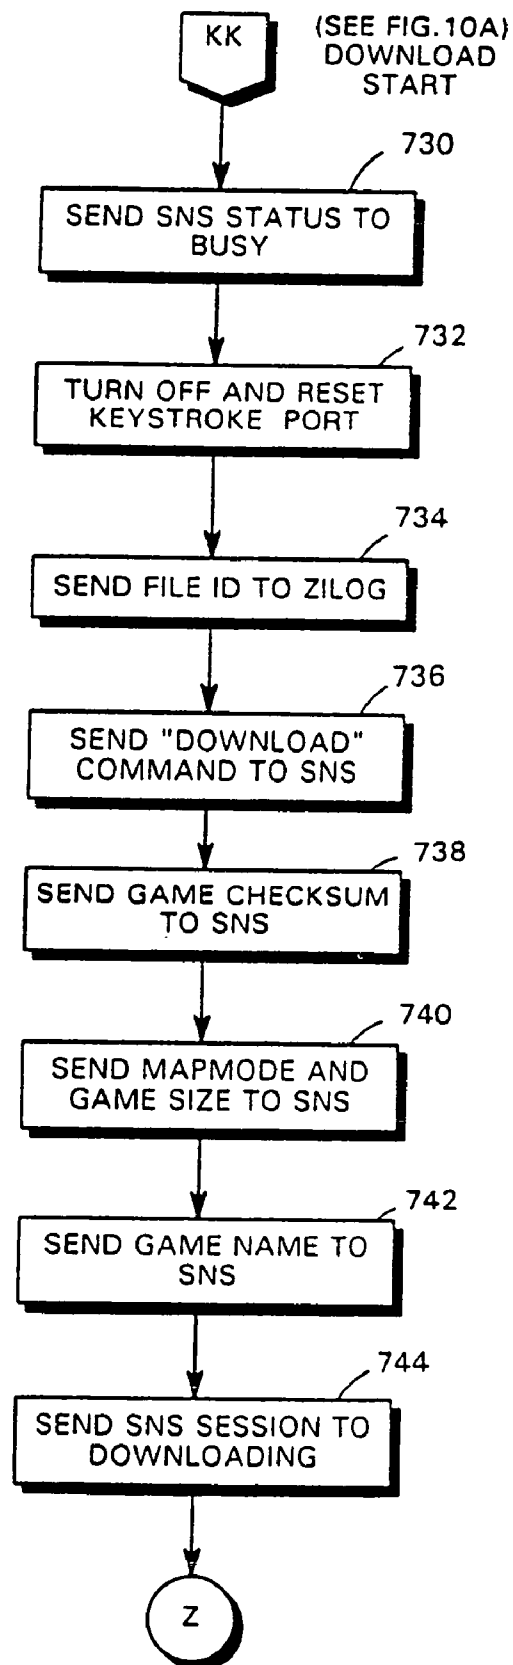 KK
(SEE FIG.10A)
DOWNLOAD
START
730
SEND SNS STATUS TO
BUSY
732
TURN OFF AND RESET
KEYSTROKE PORT
734
SEND FILE ID TO ZILOG
736
SEND "DOWNLOAD"
COMMAND TO SNS
738
SEND GAME CHECKSUM
TO SNS
740
SEND MAPMODE AND
GAME SIZE TO SNS
742
SEND GAME NAME TO
SNS
744
SEND SNS SESSION TO
DOWNLOADING
Z